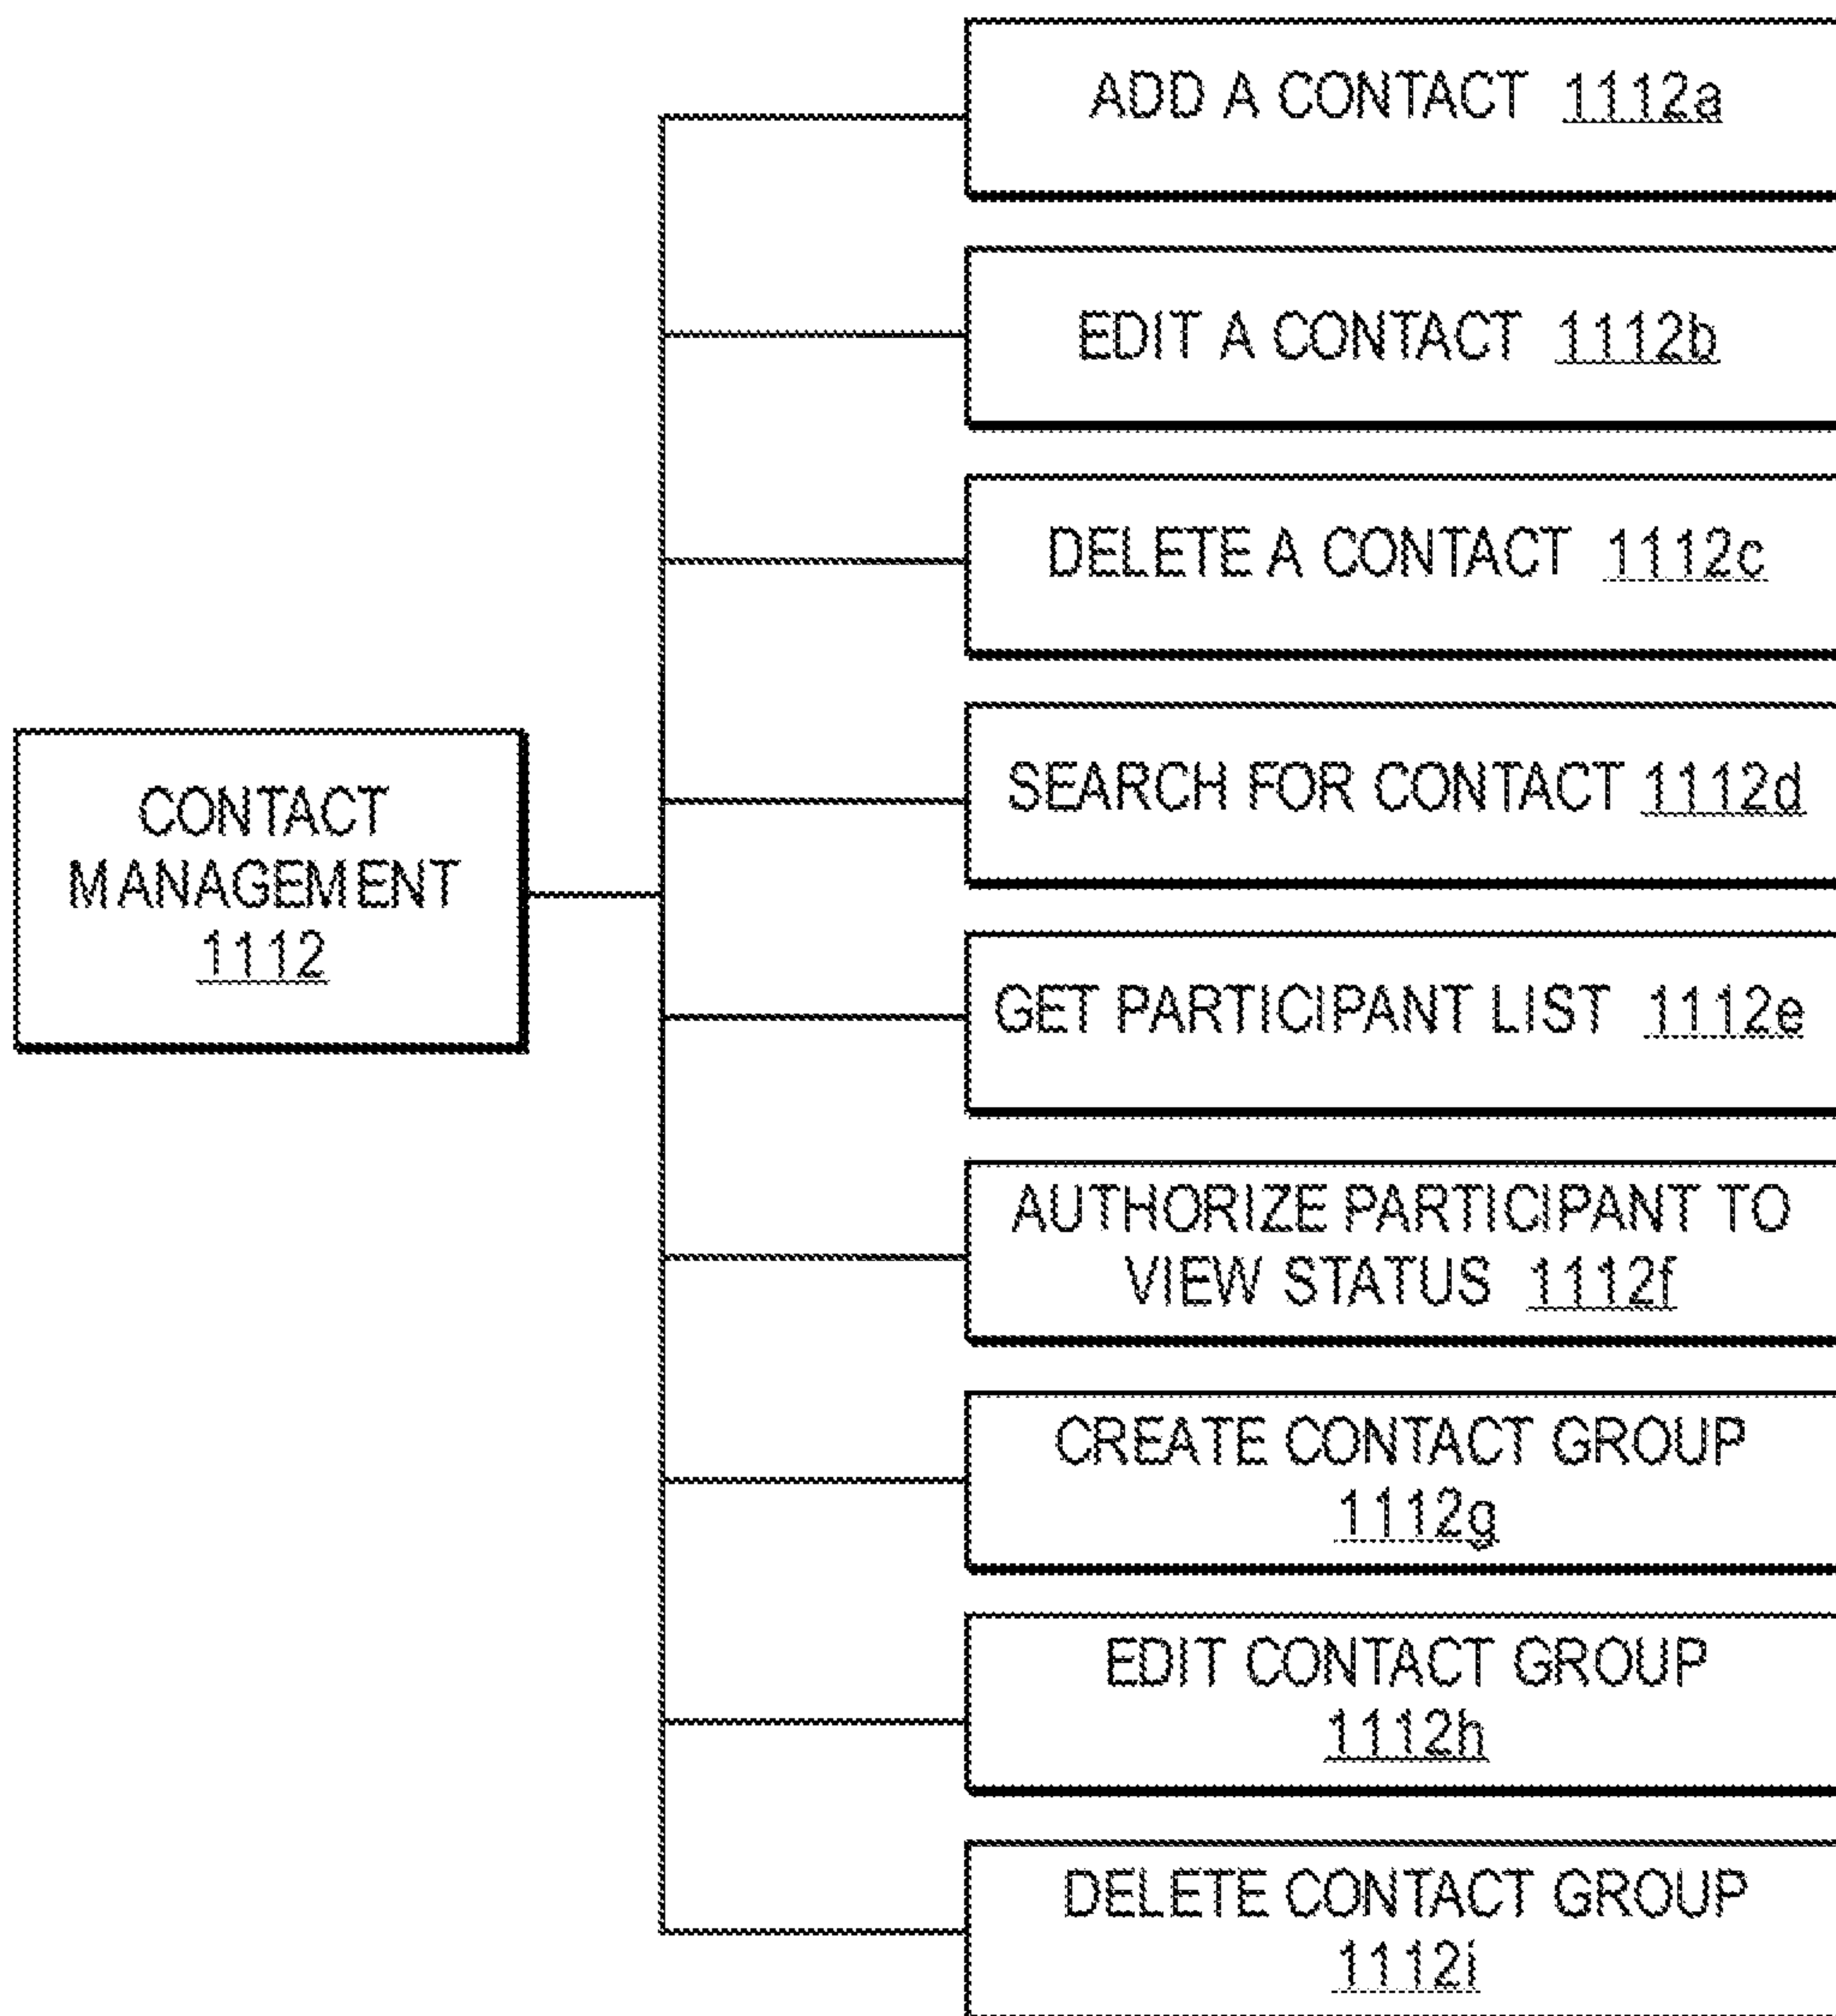 ADD A CONTACT 1112a
EDIT A CONTACT 1112b
DELETE A CONTACT 1112c
SEARCH FOR CONTACT 1112d
CONTACT
MANAGEMENT
1112
GET PARTICIPANT LIST 1112e
AUTHORIZE PARTICIPANT TO
VIEW STATUS 1112f
CREATE CONTACT GROUP
1112g
EDIT CONTACT GROUP
1112h
DELETE CONTACT GROUP
1112i